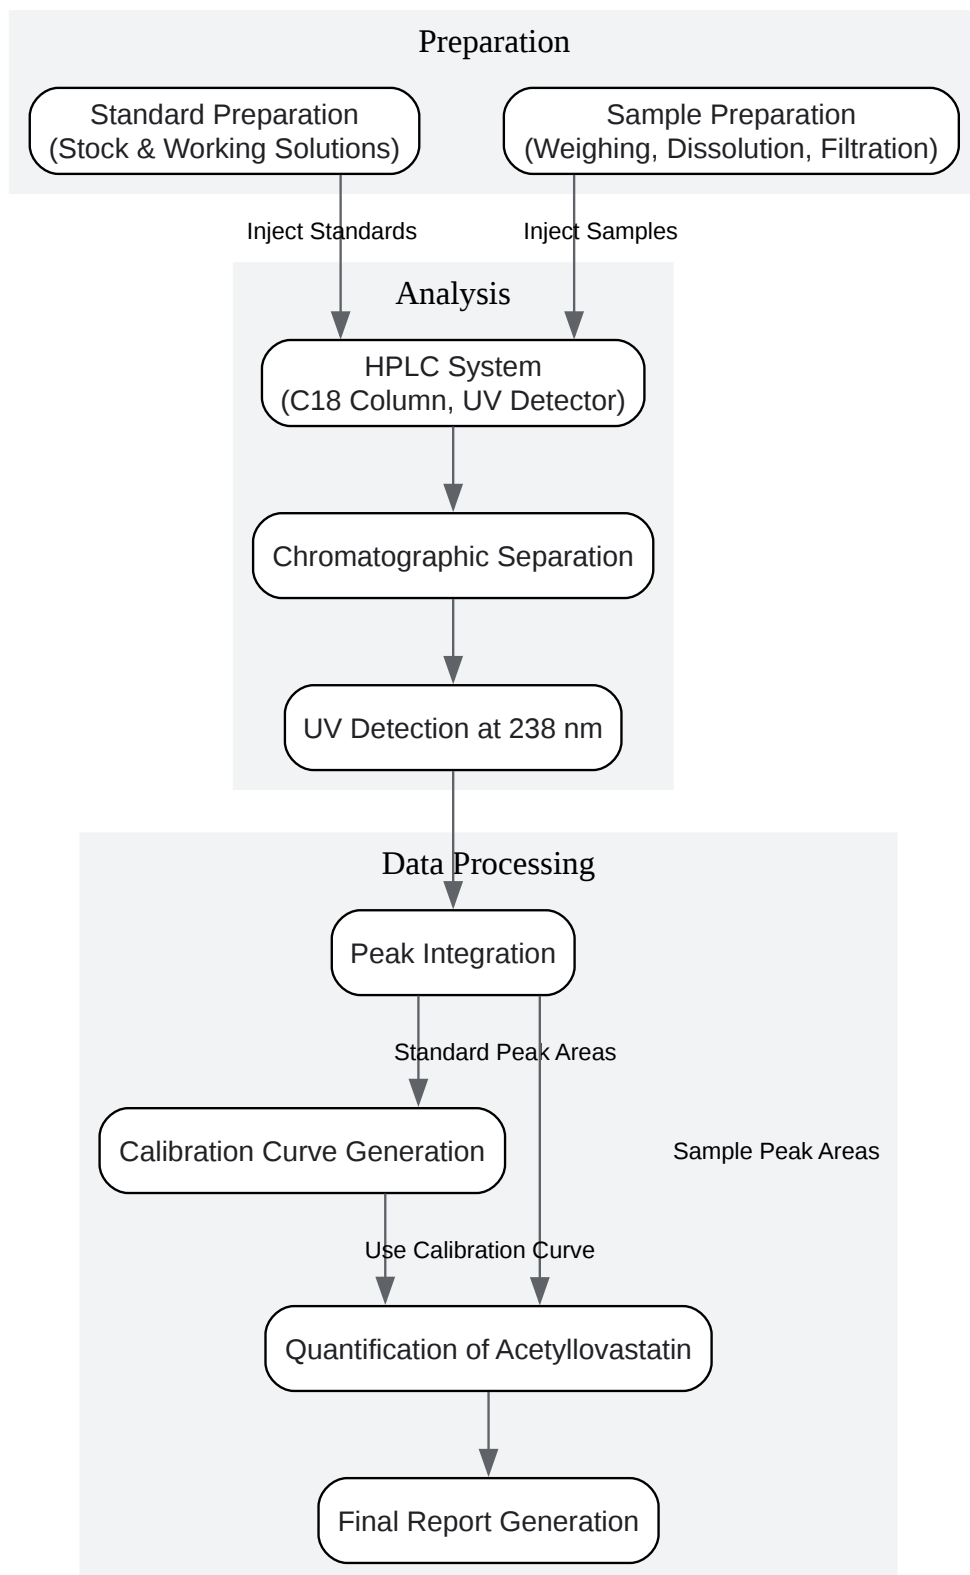 Preparation
Standard Preparation
(Stock & Working Solutions)
Sample Preparation
(Weighing, Dissolution, Filtration)
Inject Standards
Inject Samples
Analysis
HPLC System
(C18 Column, UV Detector)
Chromatographic Separation
UV Detection at 238 nm
Data Processing
Peak Integration
Standard Peak Areas
Calibration Curve Generation
Sample Peak Areas
Use Calibration Curve
Quantification of Acetyllovastatin
Final Report Generation